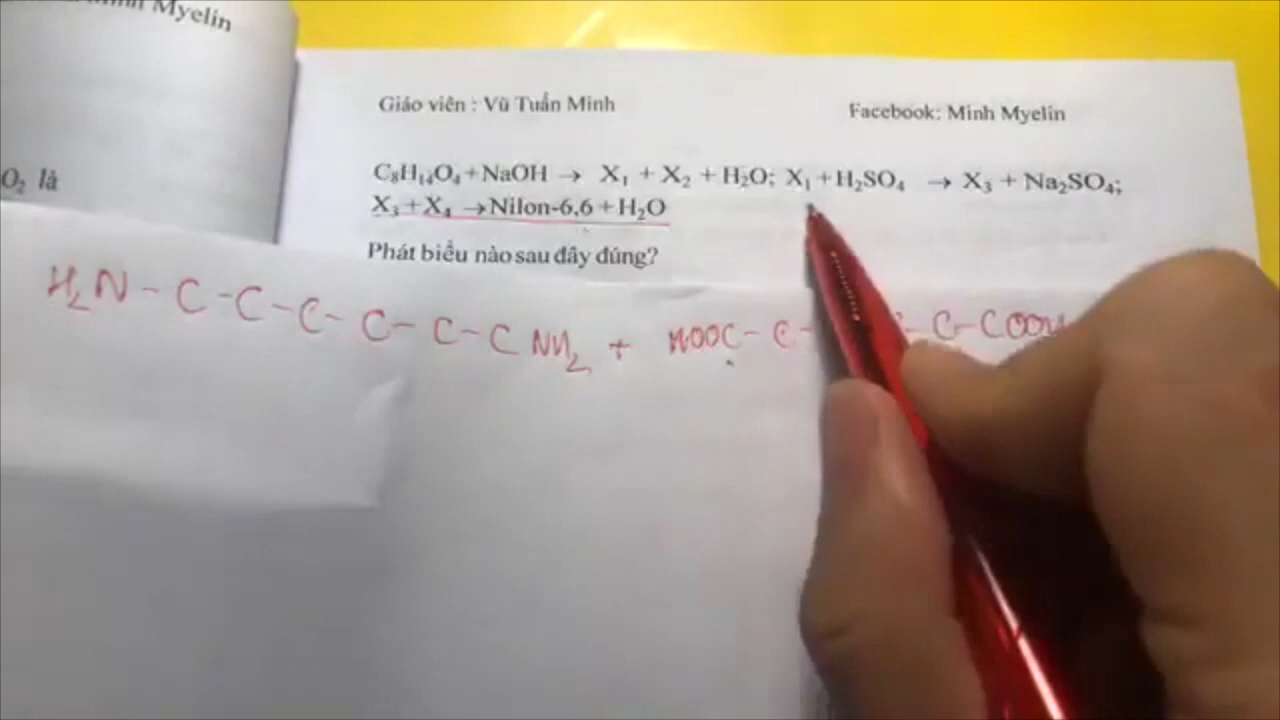 Myelin
Giáo viên : Vũ Tuấn Minh Facebook: Minh Myelin
O₂ là
C₈H₁₄O₄ + NaOH → X₁ + X₂ + H₂O; X₁ + H₂SO₄ → X₃ + Na₂SO₄;
X₃ + X₄ → Nilon-6,6 + H₂O
Phát biểu nào sau đây đúng?
H₂N - C - C - C - C - C - C NH₂ + HOOC - C - C - COOH